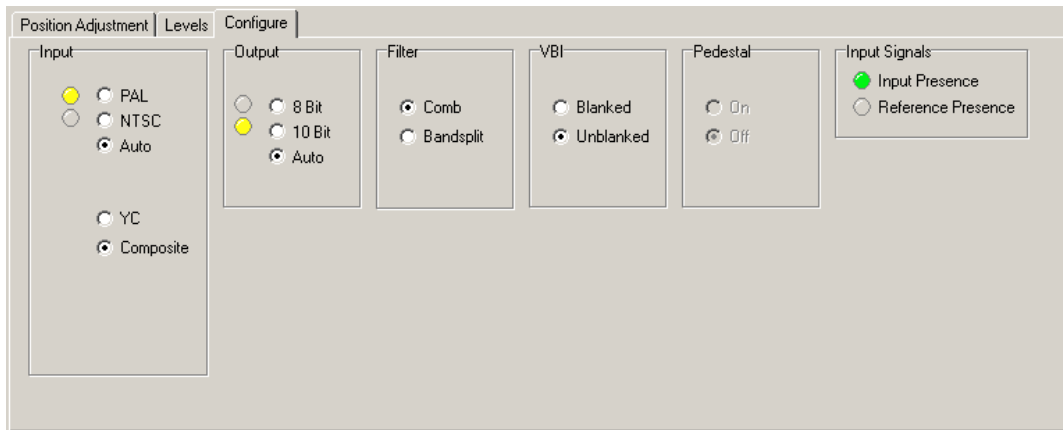 Position Adjustment Levels Configure
Input
PAL
NTSC
Auto
YC
Composite
Output
8 Bit
10 Bit
Auto
Filter
Comb
Bandsplit
VBI
Blanked
Unblanked
Pedestal
On
Off
Input Signals
Input Presence
Reference Presence